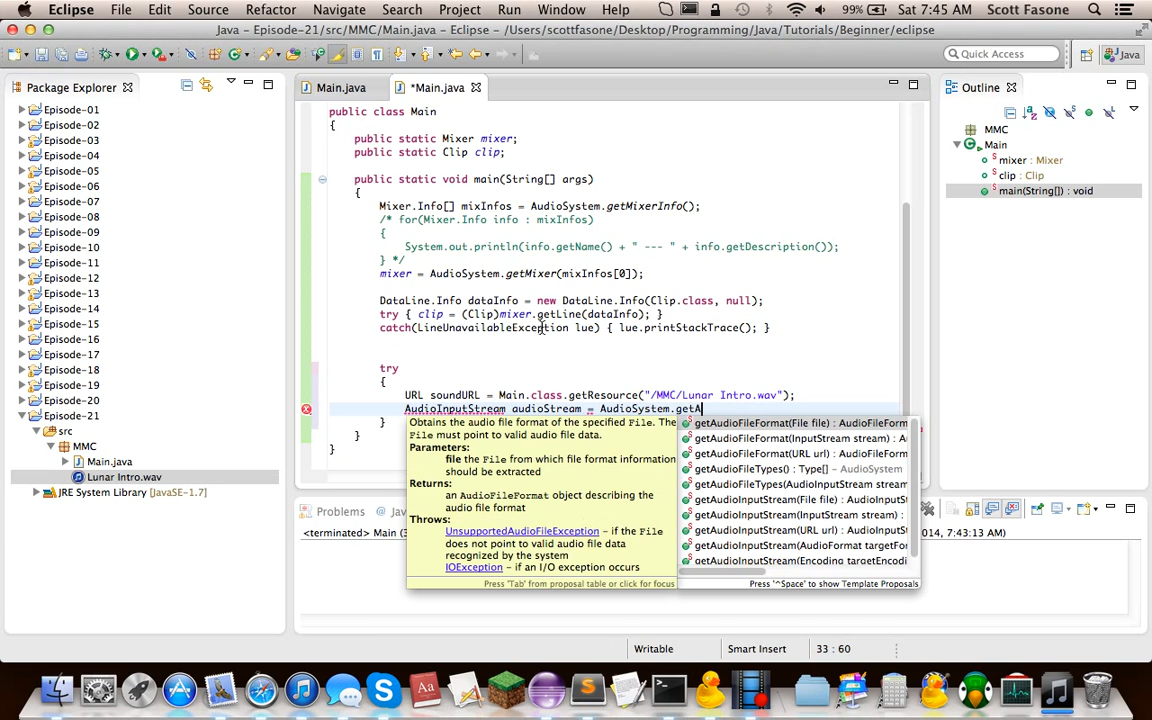 Eclipse File Edit Source Refactor Navigate Search Project Run Window Help 99% Sat 7:45 AM Scott Fasone
Java - Episode-21/src/MMC/Main.java - Eclipse - /Users/scottfasone/Desktop/Programming/Java/Tutorials/Beginner/eclipse
Quick Access Java
Package Explorer
Episode-01
Episode-02
Episode-03
Episode-04
Episode-05
Episode-06
Episode-07
Episode-08
Episode-09
Episode-10
Episode-11
Episode-12
Episode-13
Episode-14
Episode-15
Episode-16
Episode-17
Episode-18
Episode-19
Episode-20
Episode-21
src
MMC
Main.java
Lunar Intro.wav
JRE System Library [JavaSE-1.7]
Main.java *Main.java
public class Main
{
public static Mixer mixer;
public static Clip clip;
public static void main(String[] args)
{
Mixer.Info[] mixInfos = AudioSystem.getMixerInfo();
/* for(Mixer.Info info : mixInfos)
{
System.out.println(info.getName() + " --- " + info.getDescription());
} */
mixer = AudioSystem.getMixer(mixInfos[0]);
DataLine.Info dataInfo = new DataLine.Info(Clip.class, null);
try { clip = (Clip)mixer.getLine(dataInfo); }
catch(LineUnavailableException lue) { lue.printStackTrace(); }
try
{
URL soundURL = Main.class.getResource("/MMC/Lunar Intro.wav");
AudioInputStream audioStream = AudioSystem.getA
}
}
}
Obtains the audio file format of the specified File. The
File must point to valid audio file data.
Parameters:
file the File from which file format information
should be extracted
Returns:
an AudioFileFormat object describing the
audio file format
Throws:
UnsupportedAudioFileException - if the File
does not point to valid audio file data
recognized by the system
IOException - if an I/O exception occurs
Press 'Tab' from proposal table or click for focus
getAudioFileFormat(File file) : AudioFileForm
getAudioFileFormat(InputStream stream) : A
getAudioFileFormat(URL url) : AudioFileForm
getAudioFileTypes() : Type[] - AudioSystem
getAudioFileTypes(AudioInputStream stream
getAudioInputStream(File file) : AudioInputSt
getAudioInputStream(InputStream stream) :
getAudioInputStream(URL url) : AudioInputSt
getAudioInputStream(AudioFormat targetFor
getAudioInputStream(Encoding targetEncodi
Press '^Space' to show Template Proposals
Outline
MMC
Main
mixer : Mixer
clip : Clip
main(String[]) : void
Problems @ Jav
<terminated> Main (3 014, 7:43:13 AM)
Writable Smart Insert 33 : 60